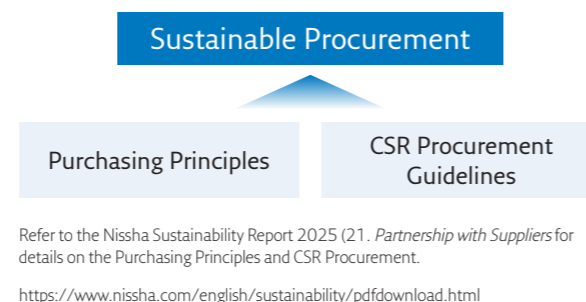 Sustainable Procurement
Purchasing Principles
CSR Procurement
Guidelines
Refer to the Nissha Sustainability Report 2025 (21. Partnership with Suppliers for
details on the Purchasing Principles and CSR Procurement.
https://www.nissha.com/english/sustainability/pdfdownload.html